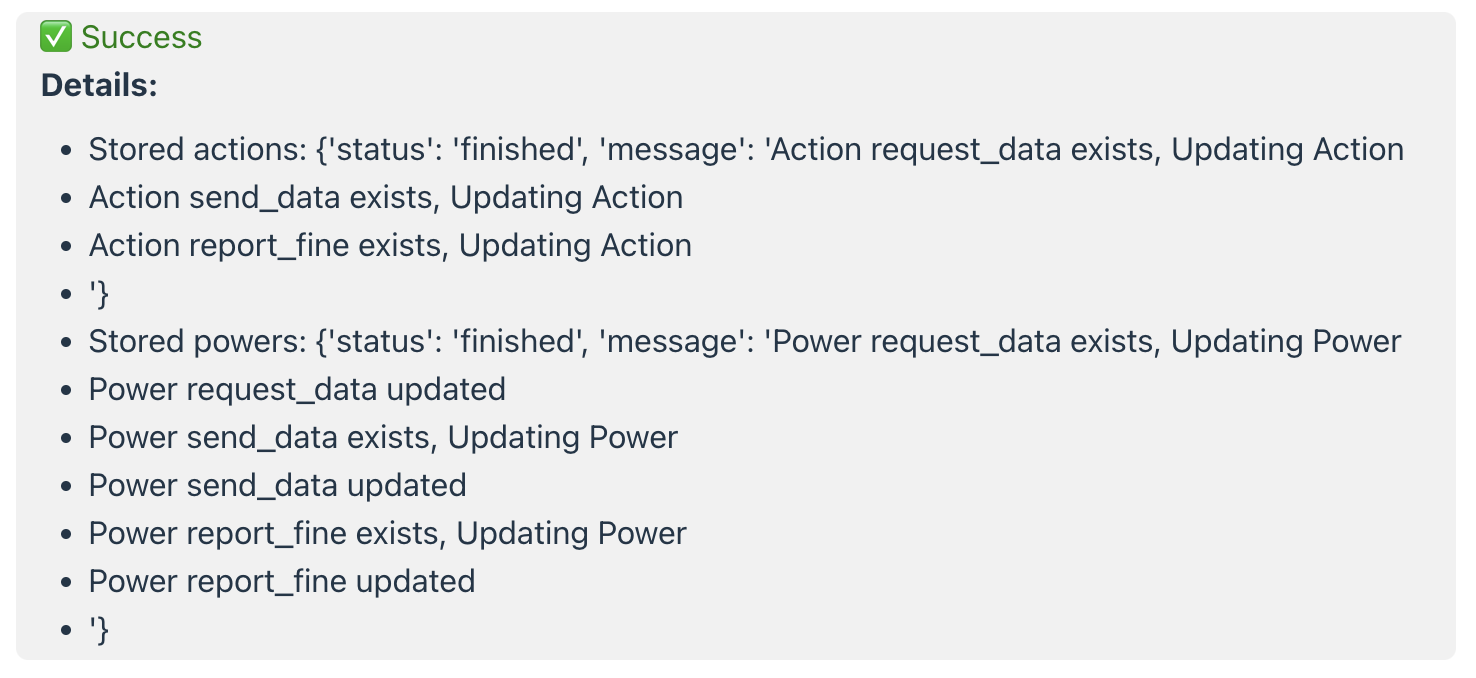 ✅ Success
Details:
• Stored actions: {'status': 'finished', 'message': 'Action request_data exists, Updating Action
• Action send_data exists, Updating Action
• Action report_fine exists, Updating Action
• '}
• Stored powers: {'status': 'finished', 'message': 'Power request_data exists, Updating Power
• Power request_data updated
• Power send_data exists, Updating Power
• Power send_data updated
• Power report_fine exists, Updating Power
• Power report_fine updated
• '}